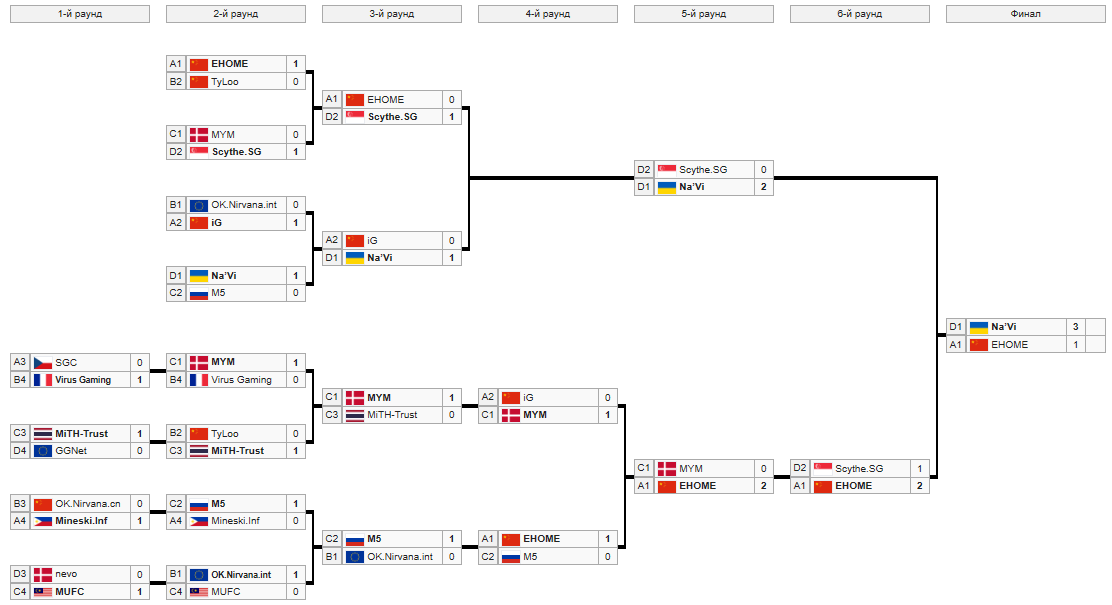 1-й раунд 2-й раунд 3-й раунд 4-й раунд 5-й раунд 6-й раунд Финал
A1 EHOME 1
B2 TyLoo 0
A1 EHOME 0
D2 Scythe.SG 1
C1 MYM 0
D2 Scythe.SG 1
D2 Scythe.SG 0
D1 Na'Vi 2
B1 OK.Nirvana.int 0
A2 iG 1
A2 iG 0
D1 Na'Vi 1
D1 Na'Vi 1
C2 M5 0
D1 Na'Vi 3
A1 EHOME 1
A3 SGC 0 C1 MYM 1
B4 Virus Gaming 1 B4 Virus Gaming 0
C1 MYM 1 A2 iG 0
C3 MiTH-Trust 0 C1 MYM 1
C3 MiTH-Trust 1 B2 TyLoo 0
D4 GGNet 0 C3 MiTH-Trust 1
C1 MYM 0 D2 Scythe.SG 1
A1 EHOME 2 A1 EHOME 2
B3 OK.Nirvana.cn 0 C2 M5 1
A4 Mineski.Inf 1 A4 Mineski.Inf 0
C2 M5 1 A1 EHOME 1
B1 OK.Nirvana.int 0 C2 M5 0
D3 nevo 0 B1 OK.Nirvana.int 1
C4 MUFC 1 C4 MUFC 0